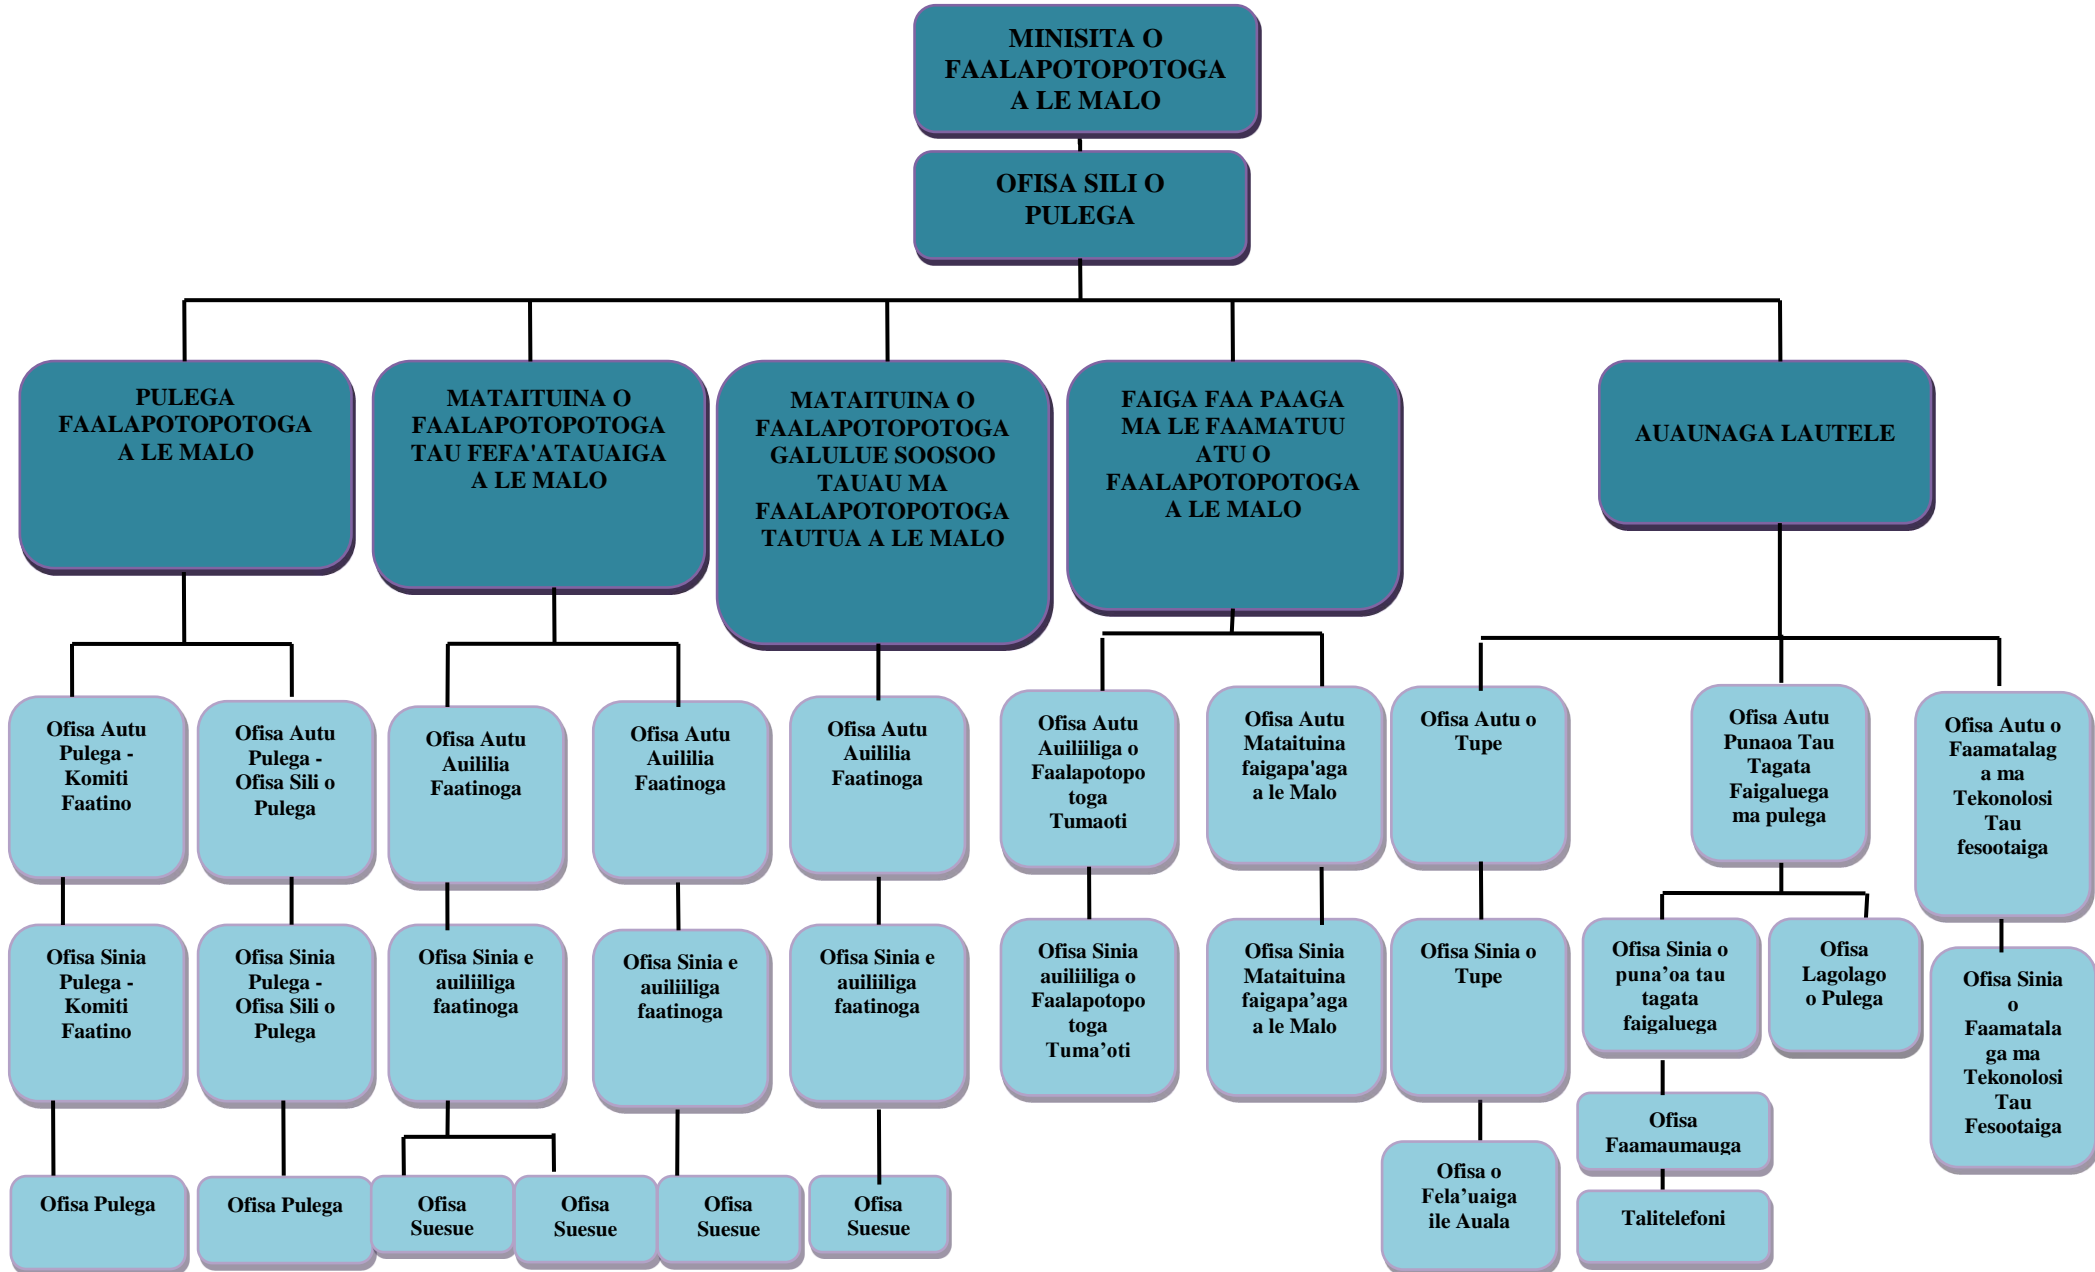 MINISITA O
FAALAPOTOPOTOGA
A LE MALO
OFISA SILI O
PULEGA
PULEGA
FAALAPOTOPOTOGA
A LE MALO
MATAITUINA O
FAALAPOTOPOTOGA
TAU FEFA'ATAUAIGA
A LE MALO
MATAITUINA O
FAALAPOTOPOTOGA
GALULUE SOOSOO
TAUAU MA
FAALAPOTOPOTOGA
TAUTUA A LE MALO
FAIGA FAA PAAGA
MA LE FAAMATUU
ATU O
FAALAPOTOPOTOGA
A LE MALO
AUAUNAGA LAUTELE
Ofisa Autu
Pulega -
Komiti
Faatino
Ofisa Autu
Pulega -
Ofisa Sili o
Pulega
Ofisa Autu
Auililia
Faatinoga
Ofisa Autu
Auililia
Faatinoga
Ofisa Autu
Auililia
Faatinoga
Ofisa Autu
Auiliiliga o
Faalapotopo
toga
Tumaoti
Ofisa Autu
Mataituina
faigapa'aga
a le Malo
Ofisa Autu o
Tupe
Ofisa Autu
Punaoa Tau
Tagata
Faigaluega
ma pulega
Ofisa Autu o
Faamatalag
a ma
Tekonolosi
Tau
fesootaiga
Ofisa Sinia
Pulega -
Komiti
Faatino
Ofisa Sinia
Pulega -
Ofisa Sili o
Pulega
Ofisa Sinia e
auiliiliga
faatinoga
Ofisa Sinia e
auiliiliga
faatinoga
Ofisa Sinia e
auiliiliga
faatinoga
Ofisa Sinia
auiliiliga o
Faalapotopo
toga
Tuma’oti
Ofisa Sinia
Mataituina
faigapa’aga
a le Malo
Ofisa Sinia o
Tupe
Ofisa Sinia o
puna’oa tau
tagata
faigaluega
Ofisa
Lagolago
o Pulega
Ofisa Sinia
o
Faamatala
ga ma
Tekonolosi
Tau
Fesootaiga
Ofisa Pulega
Ofisa Pulega
Ofisa
Suesue
Ofisa
Suesue
Ofisa
Suesue
Ofisa
Suesue
Ofisa o
Fela’uaiga
ile Auala
Ofisa
Faamaumauga
Talitelefoni